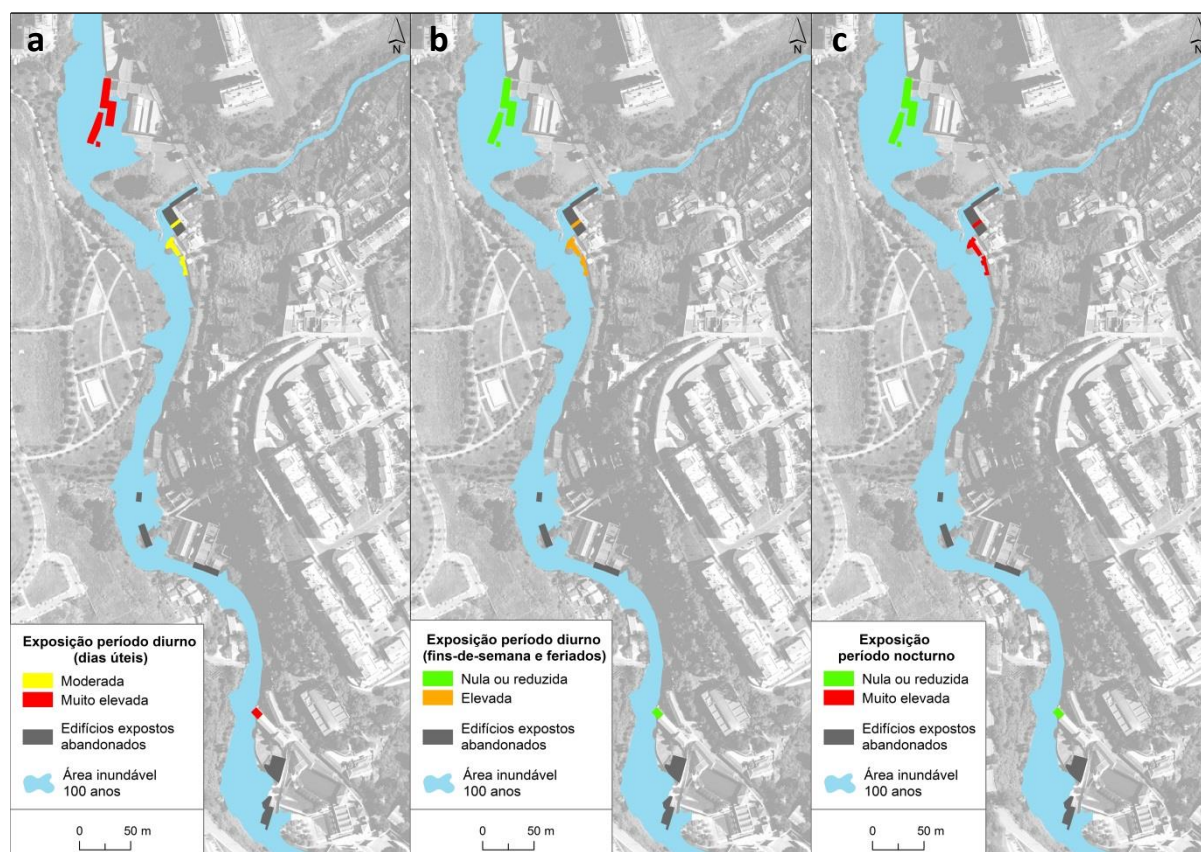 a
N
Exposição período diurno
(dias úteis)
Moderada
Muito elevada
Edifícios expostos
abandonados
Área inundável
100 anos
0 50 m
b
N
Exposição período diurno
(fins-de-semana e feriados)
Nula ou reduzida
Elevada
Edifícios expostos
abandonados
Área inundável
100 anos
0 50 m
c
N
Exposição
período nocturno
Nula ou reduzida
Muito elevada
Edifícios expostos
abandonados
Área inundável
100 anos
0 50 m